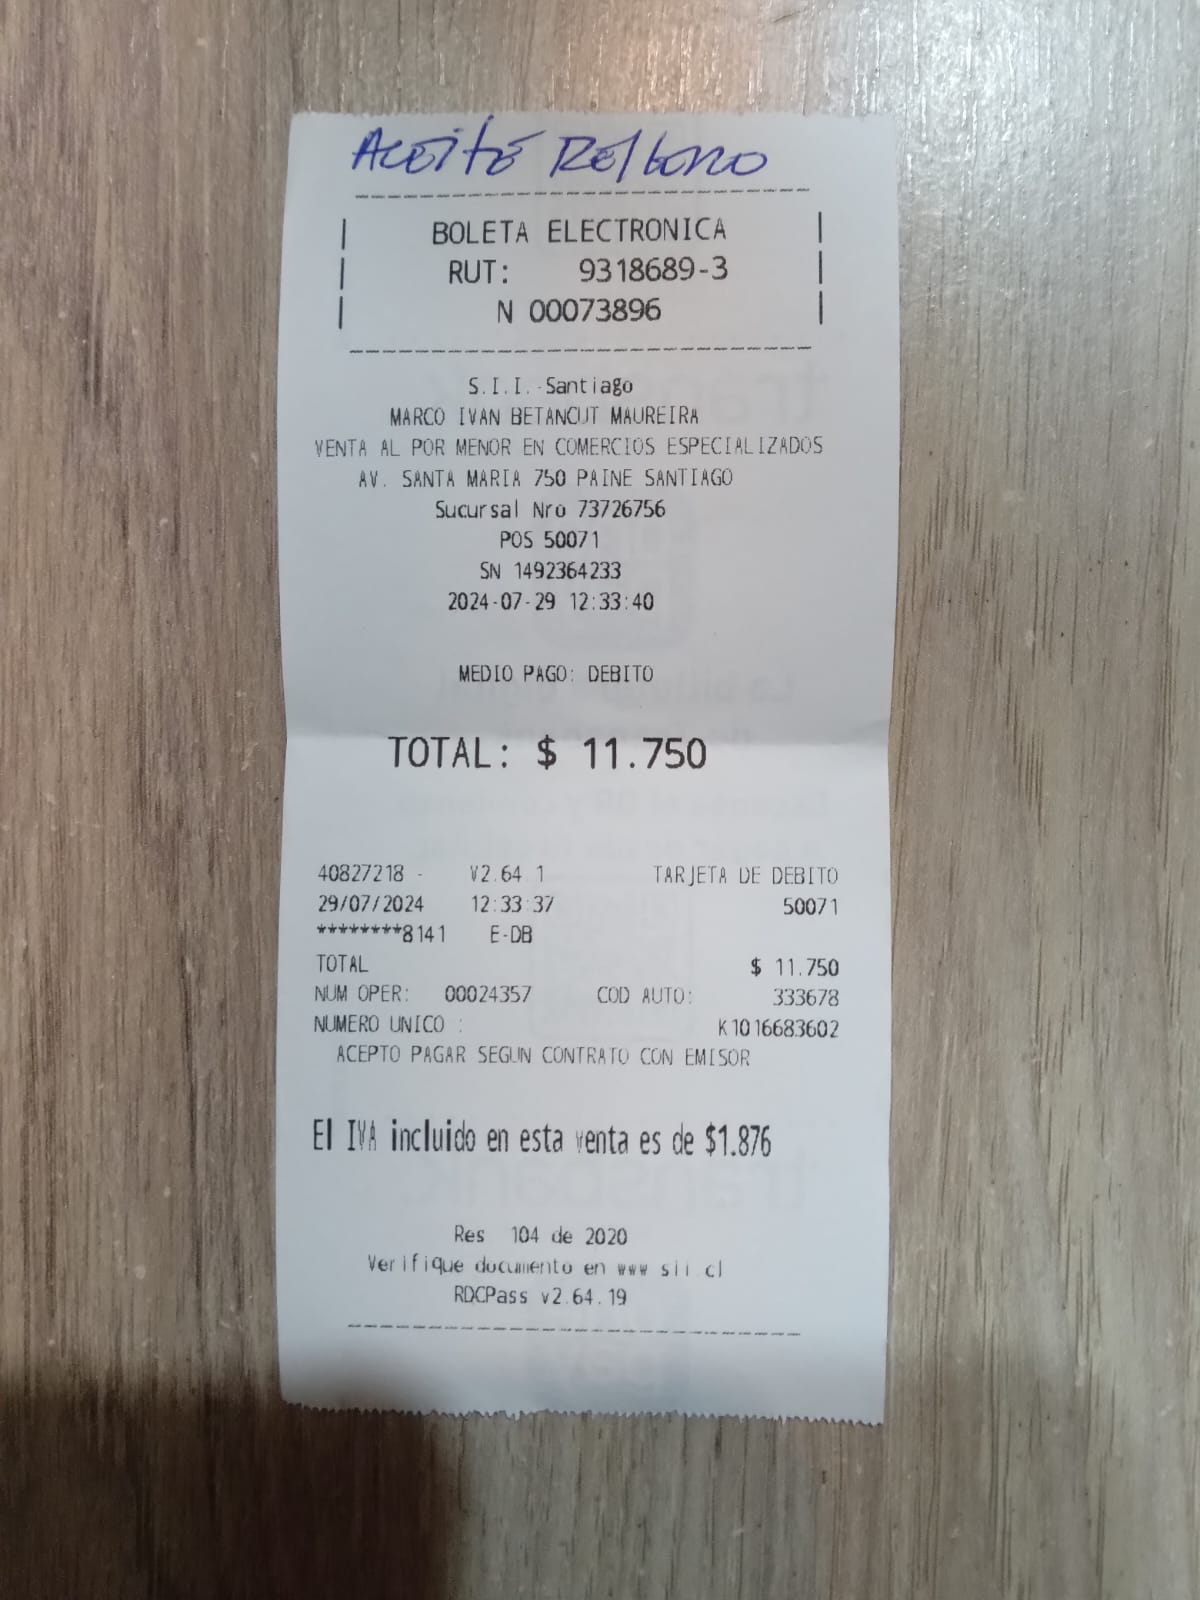 ACEITE Relleno
BOLETA ELECTRONICA
RUT: 9318689-3
N 00073896
S.I.I.-Santiago
MARCO IVAN BETANCUT MAUREIRA
VENTA AL POR MENOR EN COMERCIOS ESPECIALIZADOS
AV. SANTA MARIA 750 PAINE SANTIAGO
Sucursal Nro 73726756
POS 50071
SN 1492364233
2024-07-29 12:33:40
MEDIO PAGO: DEBITO
TOTAL: $ 11.750
40827218 - V2.64.1 TARJETA DE DEBITO
29/07/2024 12:33:37 50071
********8141 E-DB
TOTAL $ 11.750
NUM OPER: 00024357 COD AUTO: 333678
NUMERO UNICO : K1016683602
ACEPTO PAGAR SEGUN CONTRATO CON EMISOR
El IVA incluido en esta venta es de $1.876
Res 104 de 2020
Verifique documento en www.sii.cl
RDCPass v2.64.19